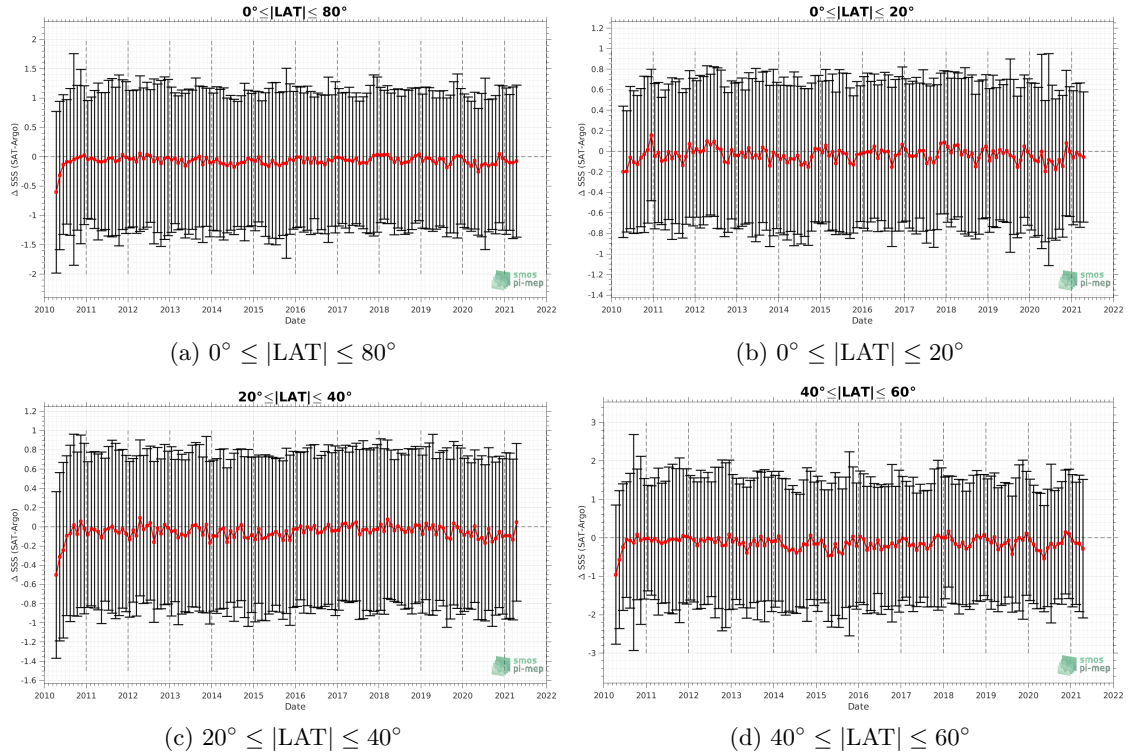 0°≤|LAT|≤ 80°
Δ SSS (SAT-Argo)
2
1.5
1
0.5
0
-0.5
-1
-1.5
-2
2010 2011 2012 2013 2014 2015 2016 2017 2018 2019 2020 2021 2022
Date
smos
pi-mep
(a) 0° ≤ |LAT| ≤ 80°
0°≤|LAT|≤ 20°
Δ SSS (SAT-Argo)
1.2
1
0.8
0.6
0.4
0.2
0
-0.2
-0.4
-0.6
-0.8
-1
-1.2
-1.4
2010 2011 2012 2013 2014 2015 2016 2017 2018 2019 2020 2021 2022
Date
smos
pi-mep
(b) 0° ≤ |LAT| ≤ 20°
20°≤|LAT|≤ 40°
Δ SSS (SAT-Argo)
1.2
1
0.8
0.6
0.4
0.2
0
-0.2
-0.4
-0.6
-0.8
-1
-1.2
-1.4
-1.6
2010 2011 2012 2013 2014 2015 2016 2017 2018 2019 2020 2021 2022
Date
smos
pi-mep
(c) 20° ≤ |LAT| ≤ 40°
40°≤|LAT|≤ 60°
Δ SSS (SAT-Argo)
3
2
1
0
-1
-2
-3
2010 2011 2012 2013 2014 2015 2016 2017 2018 2019 2020 2021 2022
Date
smos
pi-mep
(d) 40° ≤ |LAT| ≤ 60°